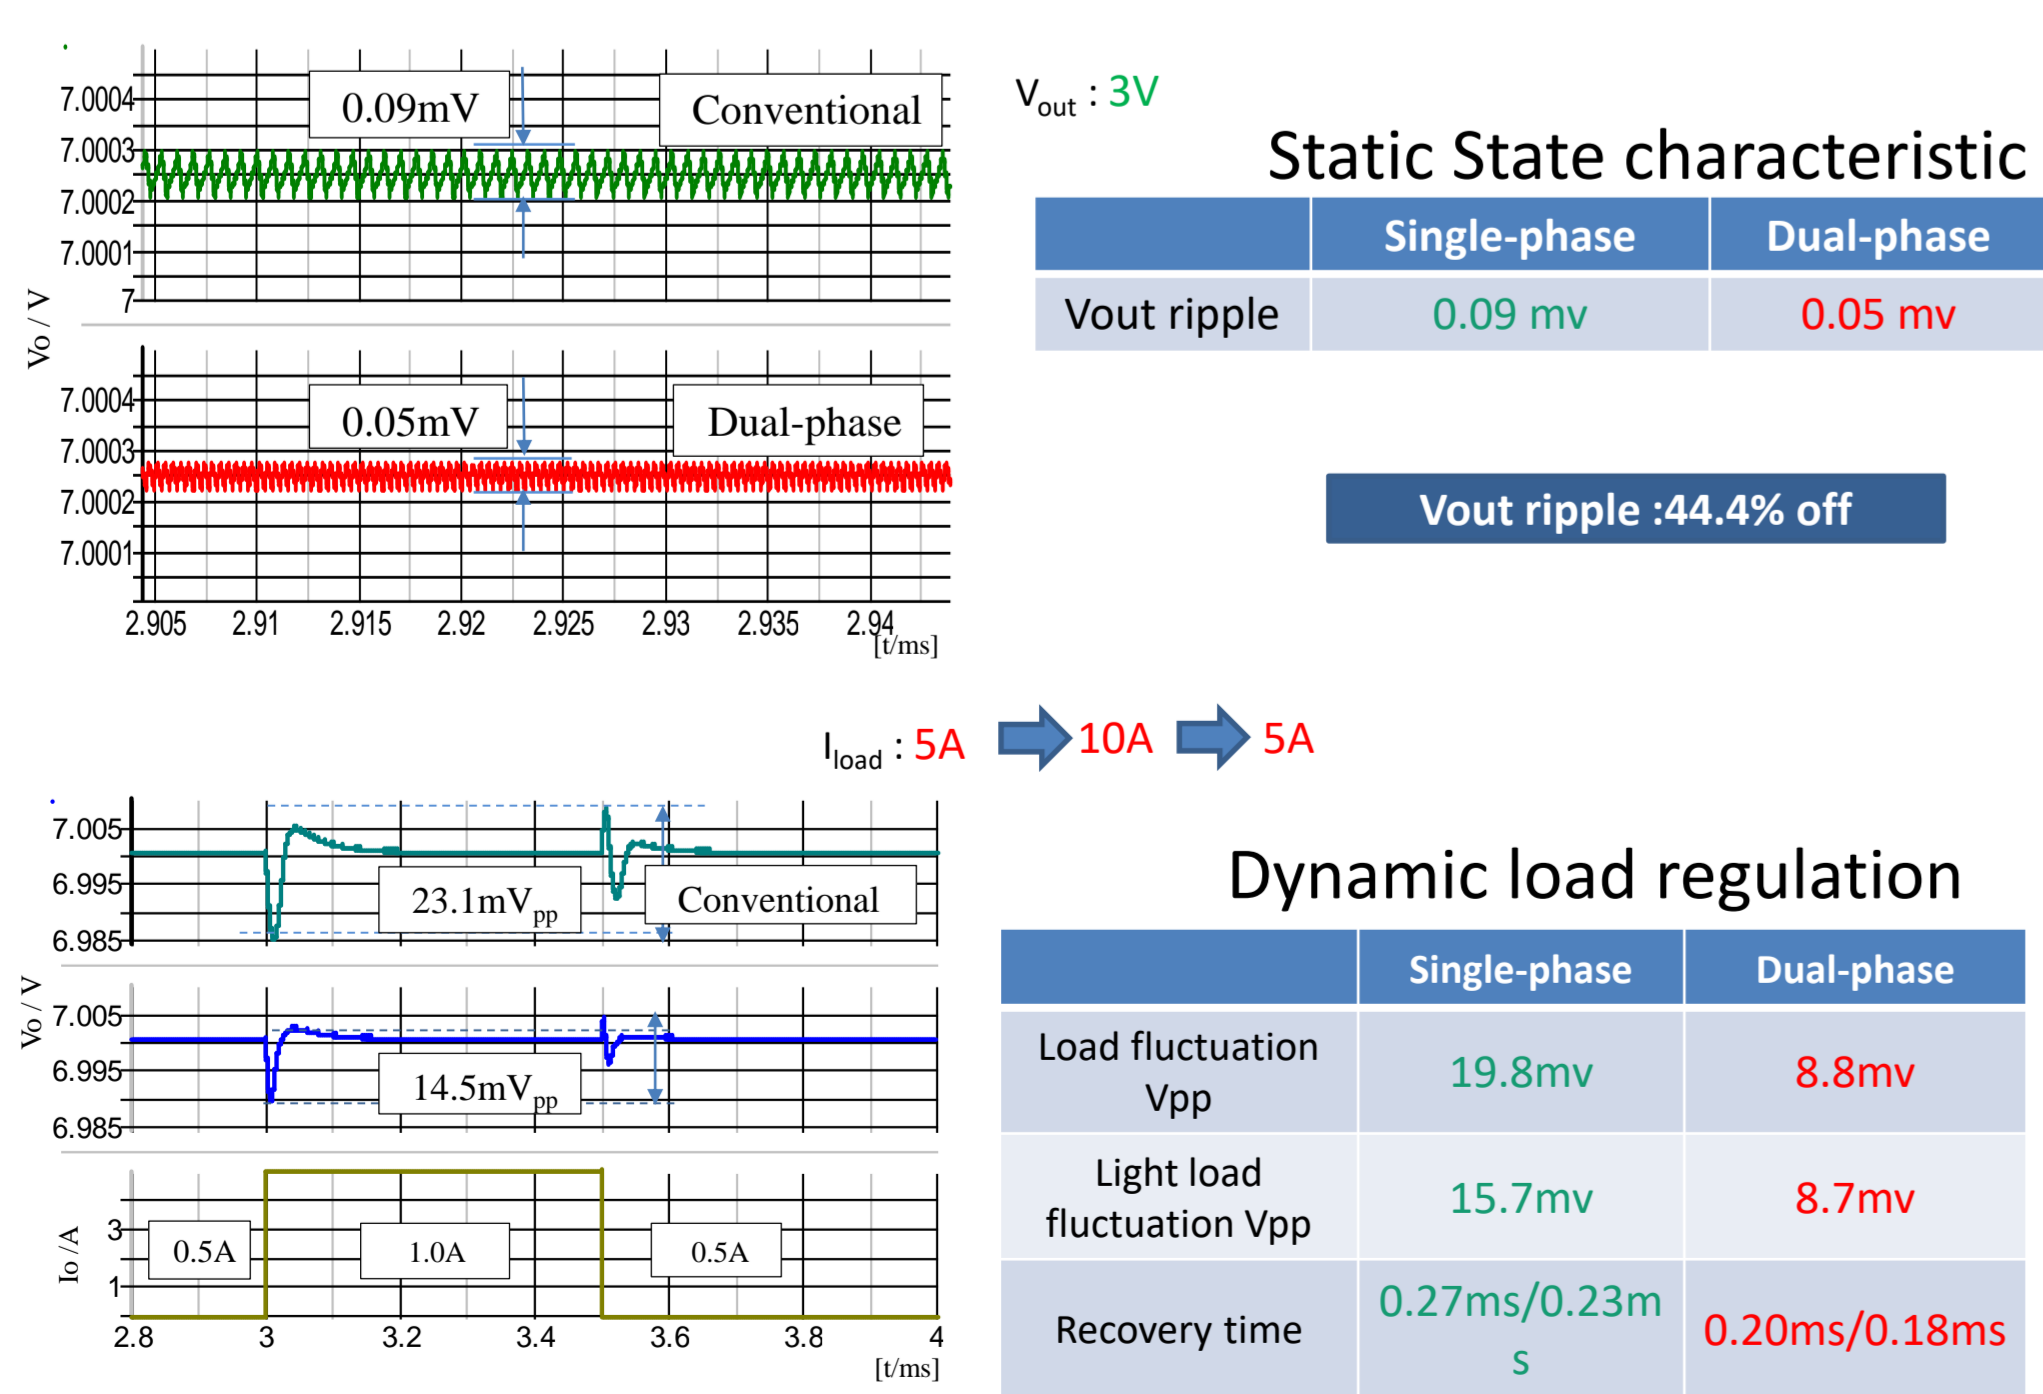 7.0004
7.0003
7.0002
7.0001
7
0.09mV
Conventional
Vo / V
7.0004
7.0003
7.0002
7.0001
0.05mV
Dual-phase
2.905 2.91 2.915 2.92 2.925 2.93 2.935 2.94
[t/ms]
Vout : 3V
Static State characteristic
Single-phase Dual-phase
Vout ripple 0.09 mv 0.05 mv
Vout ripple :44.4% off
Iload : 5A 10A 5A
7.005
6.995
6.985
23.1mVpp
Conventional
Vo / V
7.005
6.995
6.985
14.5mVpp
Io /A
3
1
0.5A 1.0A 0.5A
2.8 3 3.2 3.4 3.6 3.8 4
[t/ms]
Dynamic load regulation
Single-phase Dual-phase
Load fluctuation
Vpp
19.8mv 8.8mv
Light load
fluctuation Vpp
15.7mv 8.7mv
Recovery time
0.27ms/0.23m
s
0.20ms/0.18ms